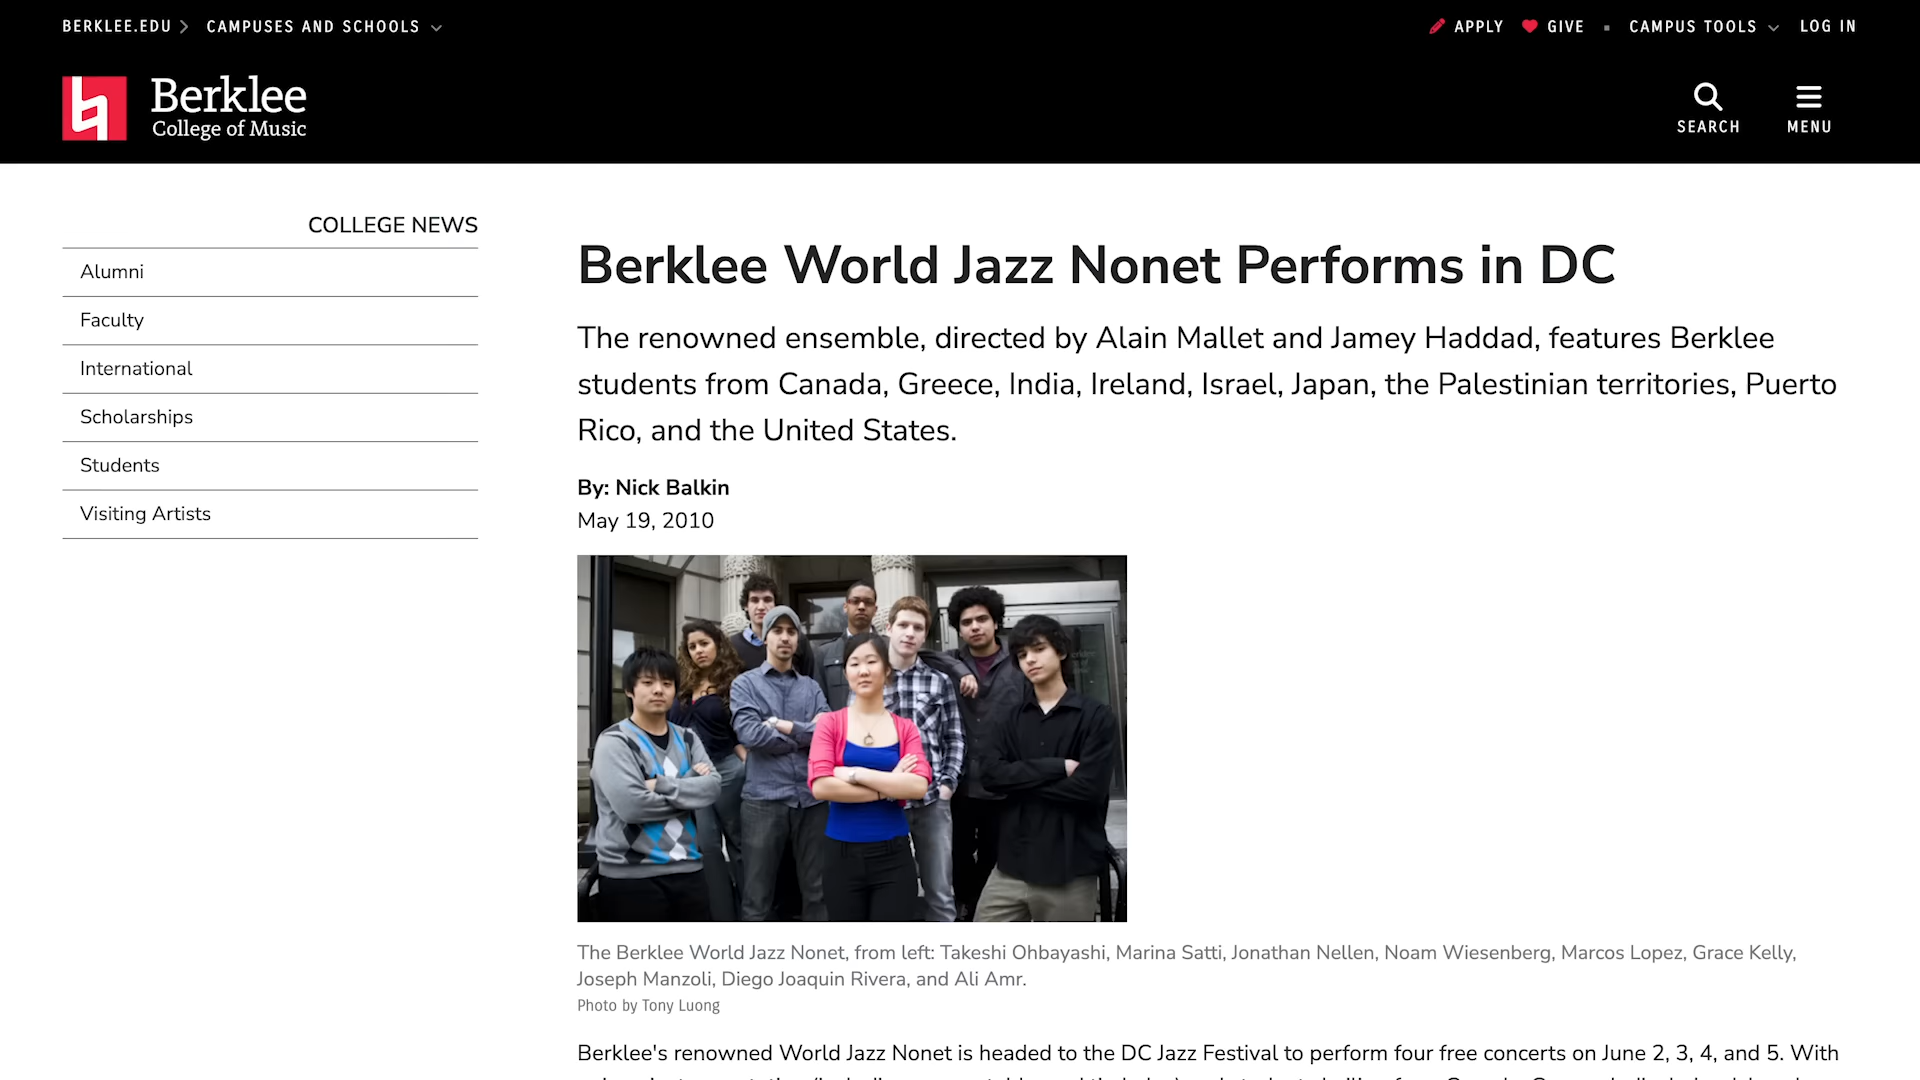 BERKLEE.EDU
CAMPUSES AND SCHOOLS
APPLY
GIVE
CAMPUS TOOLS
LOG IN
Berklee
College of Music
SEARCH
MENU
COLLEGE NEWS
Alumni
Faculty
International
Scholarships
Students
Visiting Artists
Berklee World Jazz Nonet Performs in DC
The renowned ensemble, directed by Alain Mallet and Jamey Haddad, features Berklee
students from Canada, Greece, India, Ireland, Israel, Japan, the Palestinian territories, Puerto
Rico, and the United States.
By: Nick Balkin
May 19, 2010
The Berklee World Jazz Nonet, from left: Takeshi Ohbayashi, Marina Satti, Jonathan Nellen, Noam Wiesenberg, Marcos Lopez, Grace Kelly,
Joseph Manzoli, Diego Joaquin Rivera, and Ali Amr.
Photo by Tony Luong
Berklee's renowned World Jazz Nonet is headed to the DC Jazz Festival to perform four free concerts on June 2, 3, 4, and 5. With